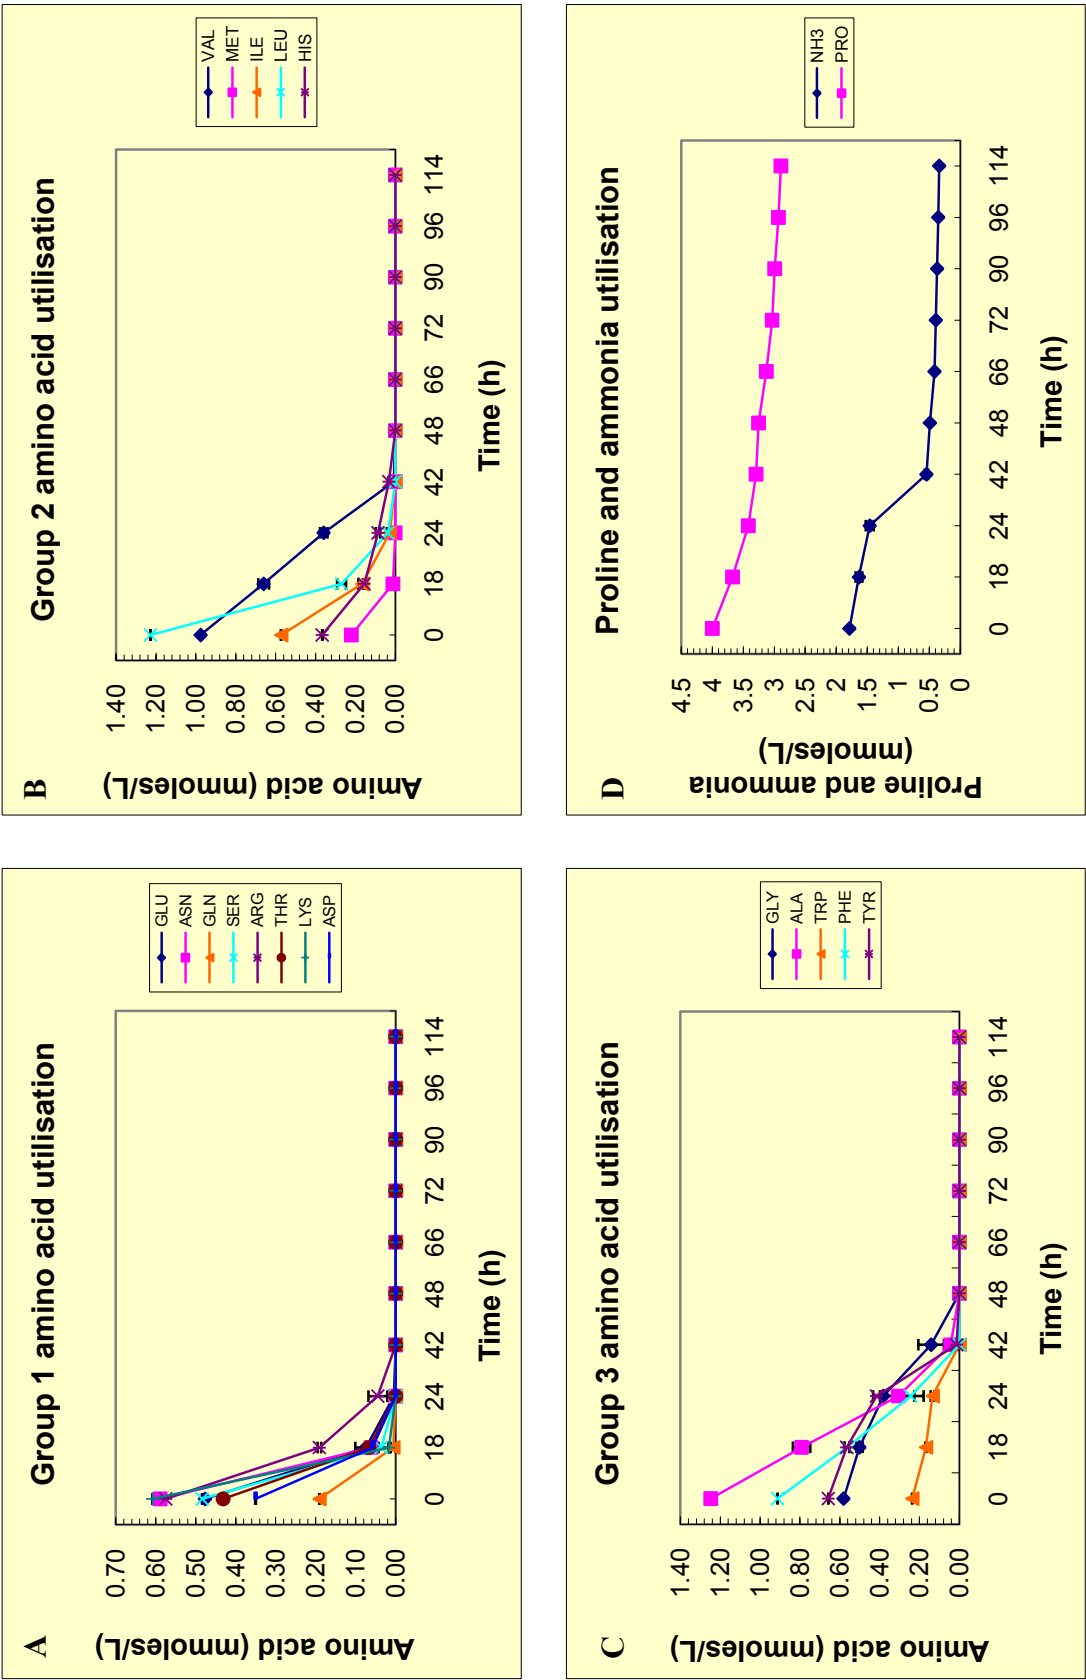 A
Group 1 amino acid utilisation
Amino acid (mmoles/L)
0.70
0.60
0.50
0.40
0.30
0.20
0.10
0.00
0 18 24 42 48 66 72 90 96 114
Time (h)
GLU
ASN
GLN
SER
ARG
THR
LYS
ASP
B
Group 2 amino acid utilisation
Amino acid (mmoles/L)
1.40
1.20
1.00
0.80
0.60
0.40
0.20
0.00
0 18 24 42 48 66 72 90 96 114
Time (h)
VAL
MET
ILE
LEU
HIS
C
Group 3 amino acid utilisation
Amino acid (mmoles/L)
1.40
1.20
1.00
0.80
0.60
0.40
0.20
0.00
0 18 24 42 48 66 72 90 96 114
Time (h)
GLY
ALA
TRP
PHE
TYR
D
Proline and ammonia utilisation
Proline and ammonia
(mmoles/L)
4.5
4
3.5
3
2.5
2
1.5
1
0.5
0
0 18 24 42 48 66 72 90 96 114
Time (h)
NH3
PRO